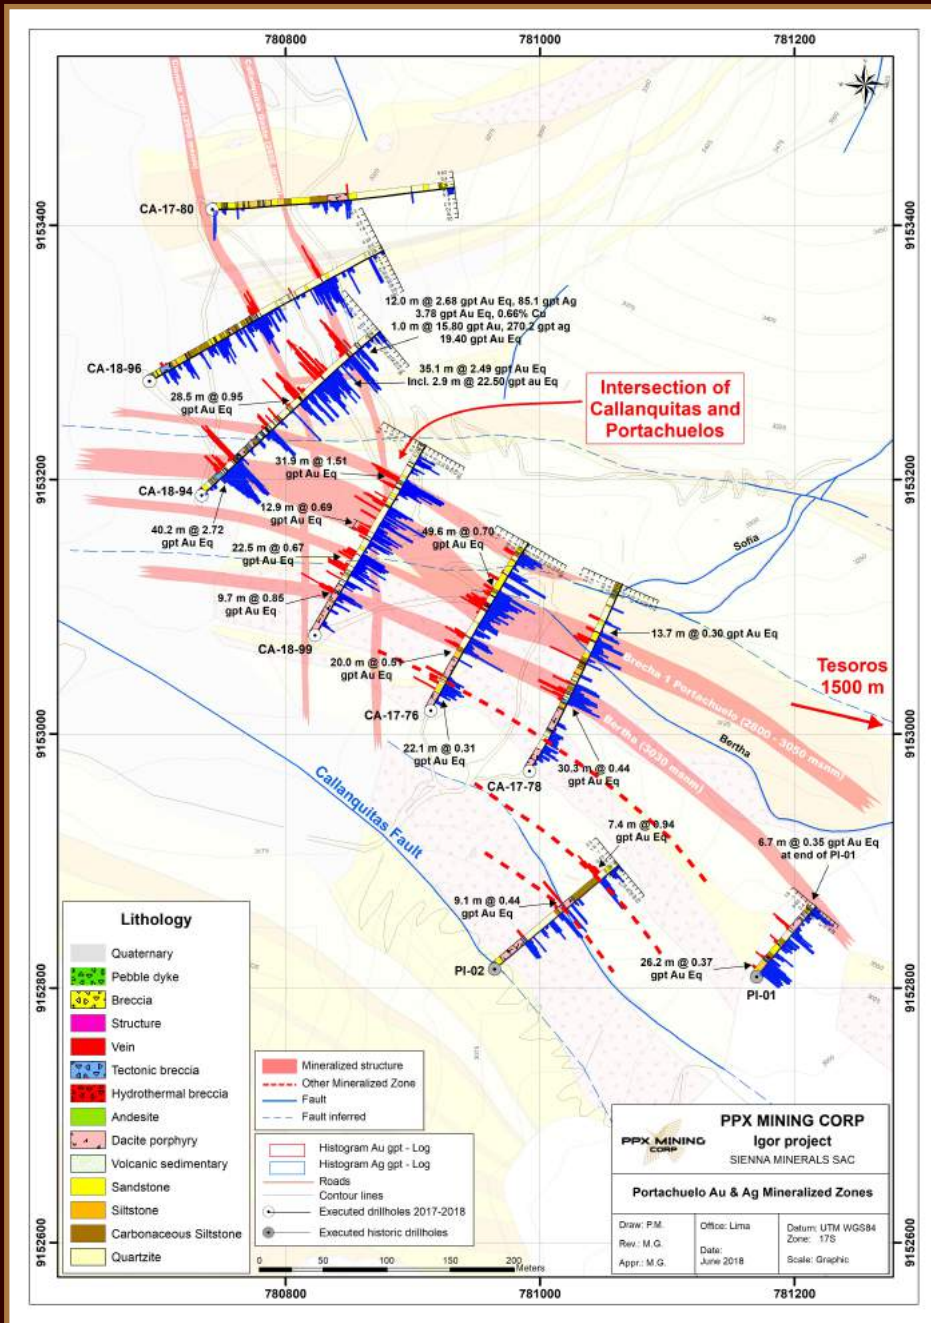 780800
781000
781200
9153400
9153400
9153200
9153200
9153000
9153000
9152800
9152800
9152600
9152600
CA-17-80
12.0 m @ 2.68 gpt Au Eq, 85.1 gpt Ag
3.78 gpt Au Eq, 0.66% Cu
1.0 m @ 15.80 gpt Au, 270.2 gpt ag
19.40 gpt Au Eq
CA-18-96
35.1 m @ 2.49 gpt Au Eq
Incl. 2.9 m @ 22.50 gpt au Eq
28.5 m @ 0.95
gpt Au Eq
Intersection of
Callanquitas and
Portachuelos
31.9 m @ 1.51
gpt Au Eq
CA-18-94
12.9 m @ 0.69
gpt Au Eq
40.2 m @ 2.72
gpt Au Eq
49.6 m @ 0.70
gpt Au Eq
Sofia
22.5 m @ 0.67
gpt Au Eq
9.7 m @ 0.85
gpt Au Eq
CA-18-99
13.7 m @ 0.30 gpt Au Eq
20.0 m @ 0.51
gpt Au Eq
Tesoros
1500 m
Brecha 1 Portachuelo (2800 - 3050 msnm)
Bertha (3030 msnm)
Bertha
CA-17-76
22.1 m @ 0.31
gpt Au Eq
30.3 m @ 0.44
gpt Au Eq
CA-17-78
Callanquitas Fault
7.4 m @ 0.94
gpt Au Eq
6.7 m @ 0.35 gpt Au Eq
at end of PI-01
9.1 m @ 0.44
gpt Au Eq
26.2 m @ 0.37
gpt Au Eq
PI-02
PI-01
Lithology
Quaternary
Pebble dyke
Breccia
Structure
Vein
Tectonic breccia
Hydrothermal breccia
Andesite
Dacite porphyry
Volcanic sedimentary
Sandstone
Siltstone
Carbonaceous Siltstone
Quartzite
Mineralized structure
Other Mineralized Zone
Fault
Fault inferred
Histogram Au gpt - Log
Histogram Ag gpt - Log
Roads
Contour lines
Executed drillholes 2017-2018
Executed historic drillholes
0 50 100 150 200
Meters
PPX MINING
CORP
PPX MINING CORP
Igor project
SIENNA MINERALS SAC
Portachuelo Au & Ag Mineralized Zones
Draw: P.M.
Rev.: M.G.
Appr.: M.G.
Office: Lima
Date:
June 2018
Datum: UTM WGS84
Zone: 17S
Scale: Graphic
780800
781000
781200